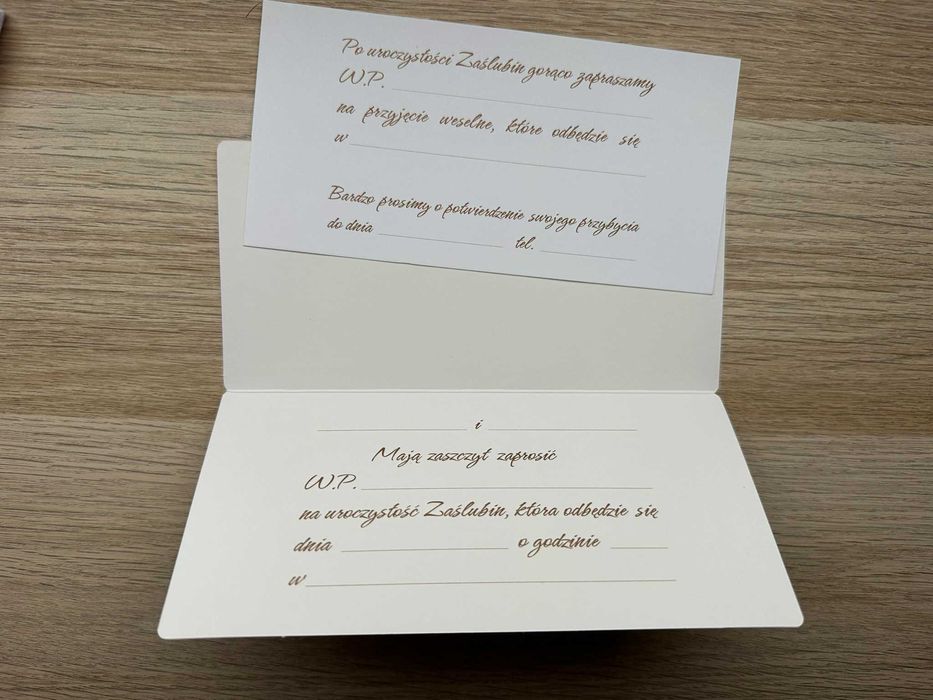 Po uroczystości Zaślubin gorąco zapraszamy
W.P.
na przyjęcie weselne, które odbędzie się
w
Bardzo prosimy o potwierdzenie swojego przybycia
do dnia tel.
i
Mają zaszczyt zaprosić
W.P.
na uroczystość Zaślubin, która odbędzie się
dnia o godzinie
w